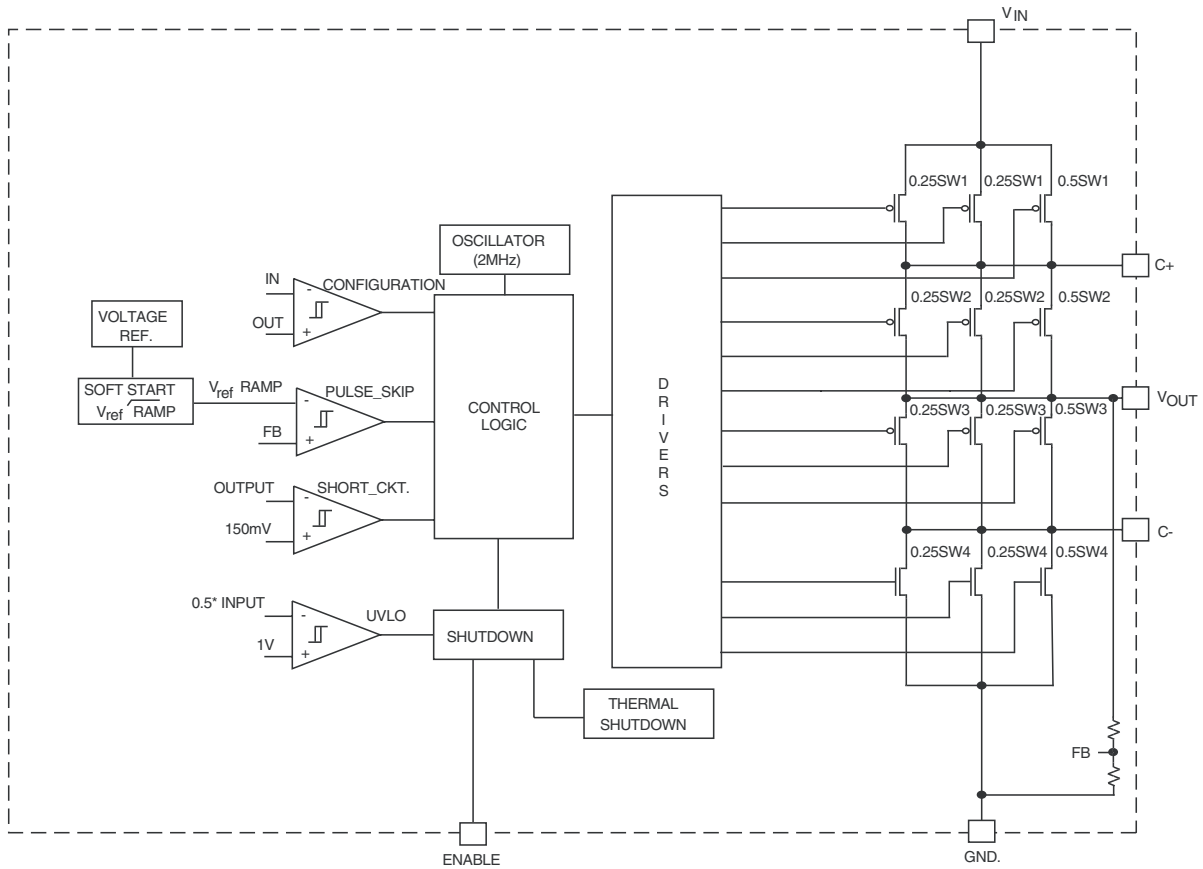 VIN
0.25SW1 0.25SW1 0.5SW1
OSCILLATOR
(2MHz)
IN
CONFIGURATION
-
OUT
+
C+
VOLTAGE
REF.
0.25SW2 0.25SW2 0.5SW2
SOFT START
Vref RAMP
Vref RAMP
PULSE_SKIP
-
FB
+
CONTROL
LOGIC
DRIVERS
VOUT
0.25SW3 0.25SW3 0.5SW3
OUTPUT
SHORT_CKT.
-
150mV
+
C-
0.25SW4 0.25SW4 0.5SW4
0.5* INPUT
UVLO
-
1V
+
SHUTDOWN
THERMAL
SHUTDOWN
FB
ENABLE
GND.